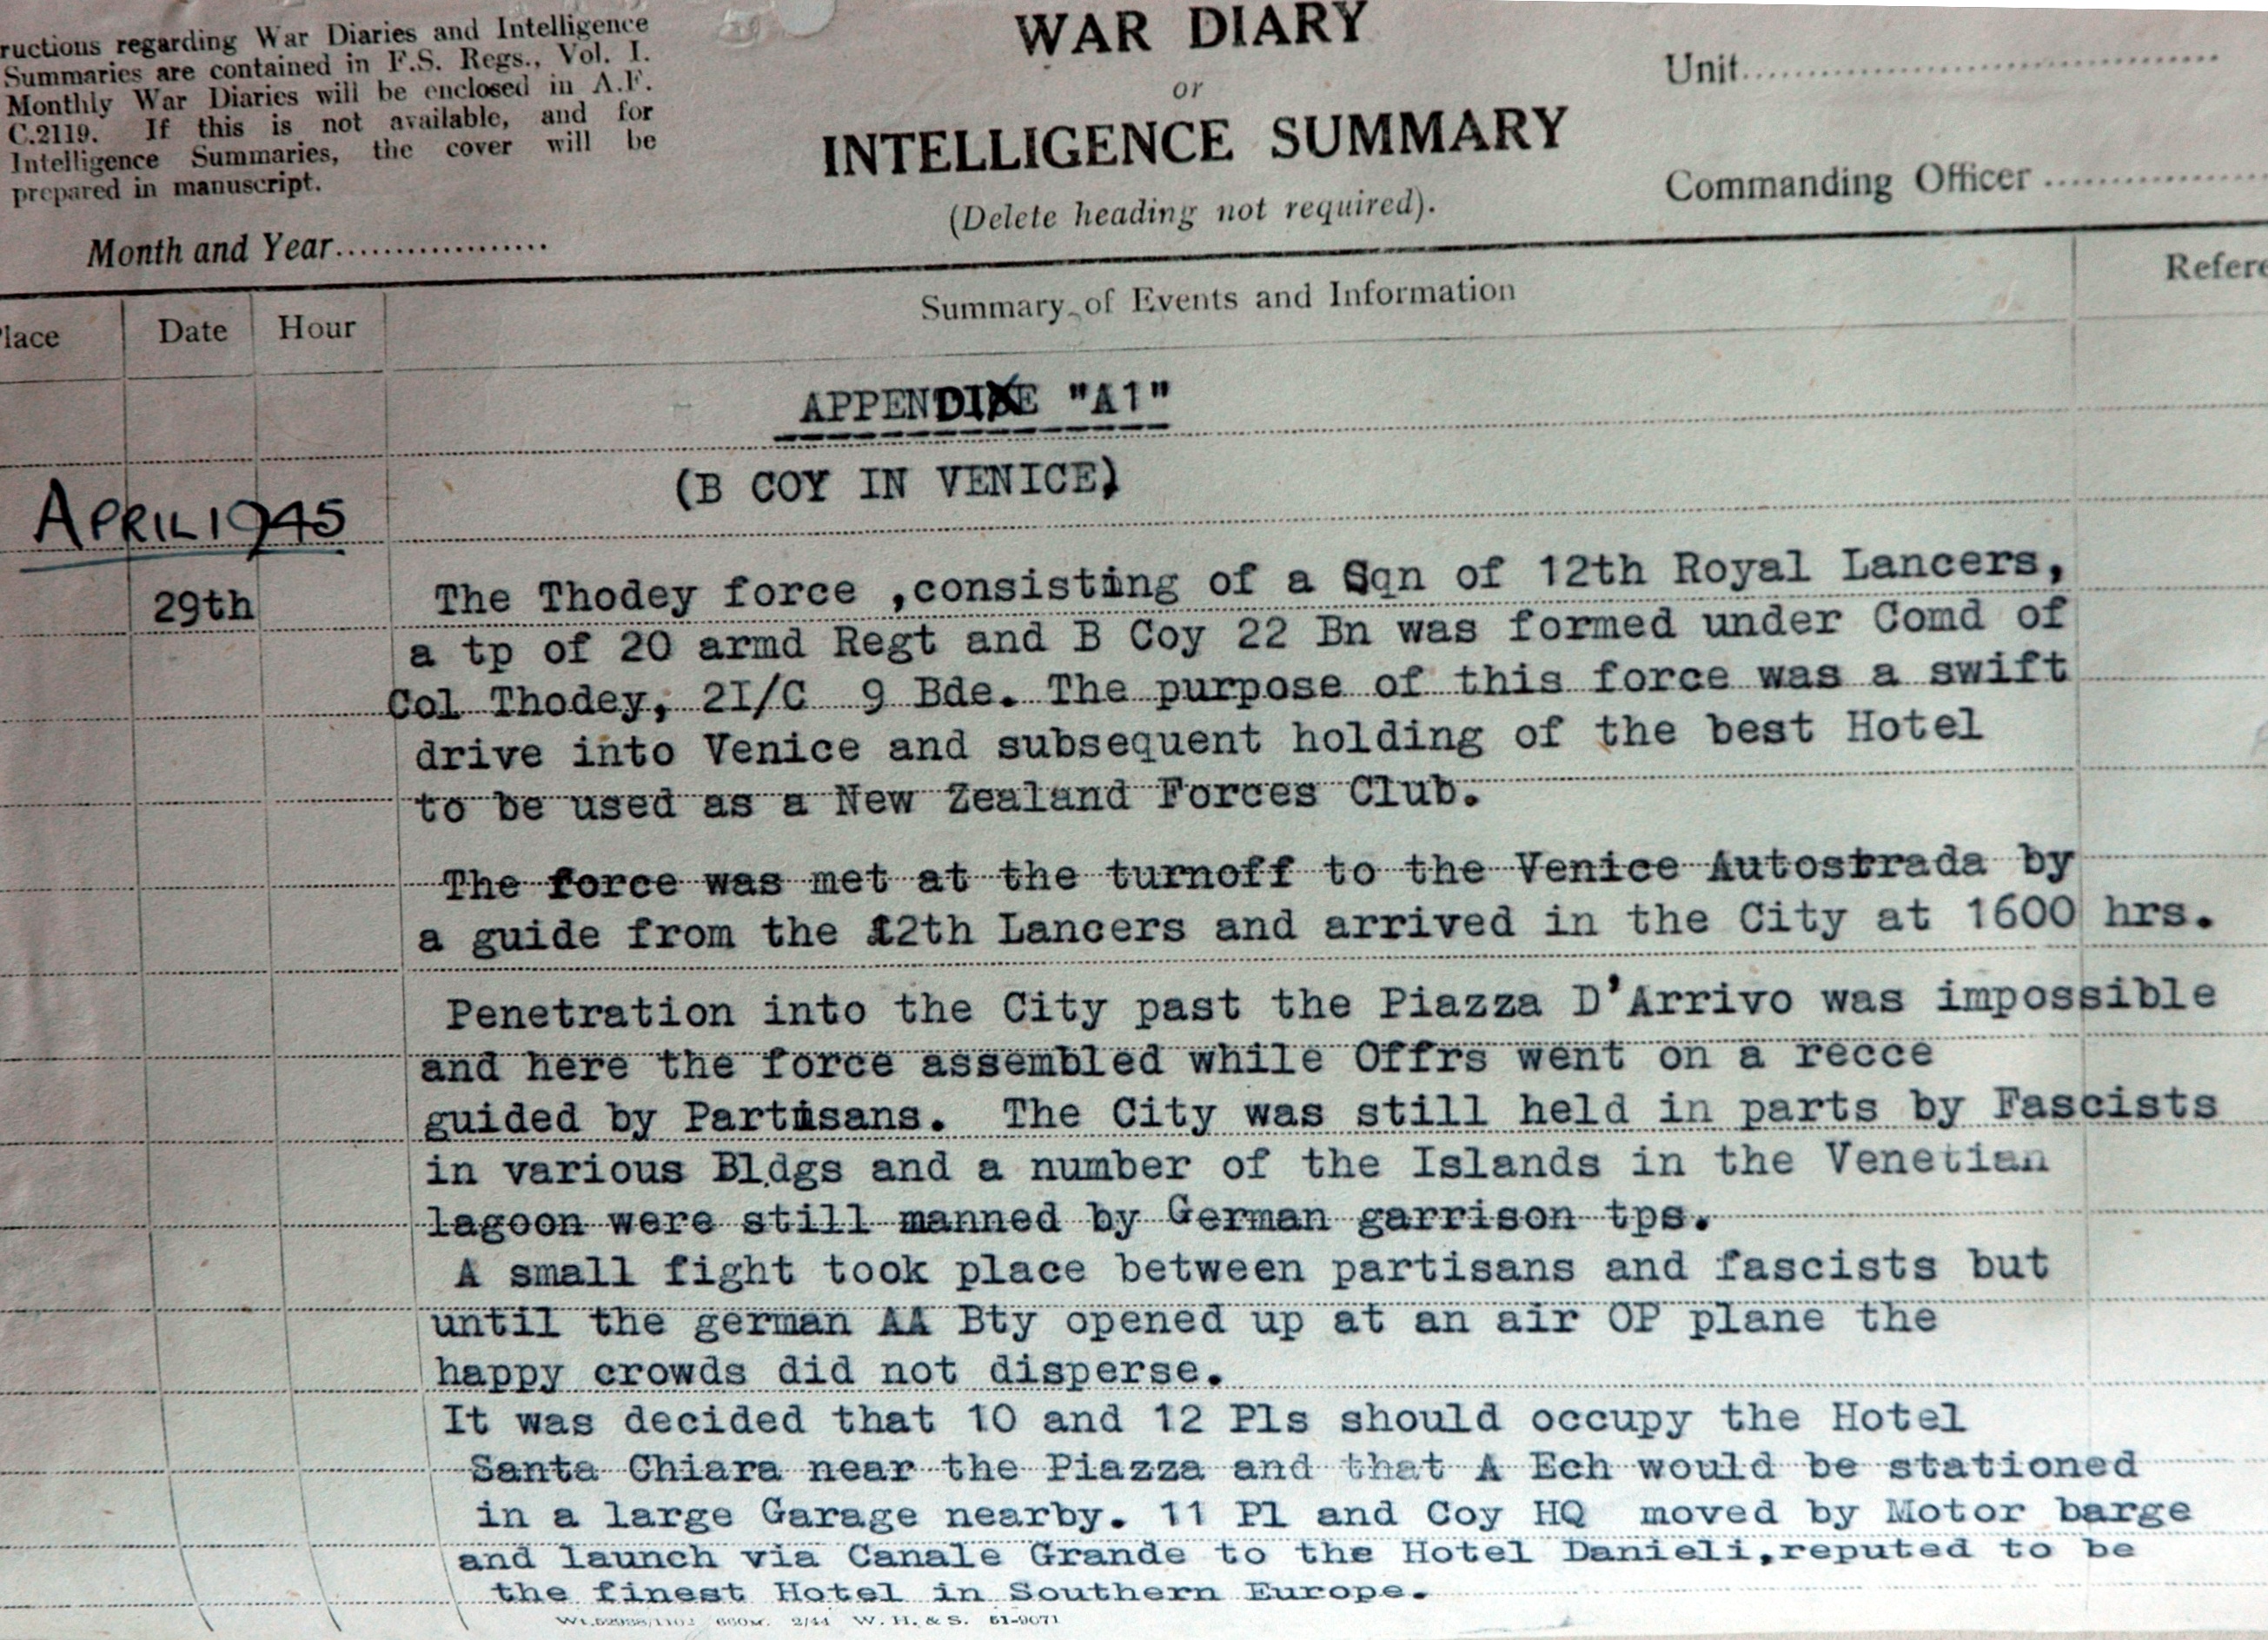 ructions regarding War Diaries and Intelligence
Summaries are contained in F.S. Regs., Vol. I.
Monthly War Diaries will be enclosed in A.F.
C.2119. If this is not available, and for
Intelligence Summaries, the cover will be
prepared in manuscript.
Month and Year
WAR DIARY
or
INTELLIGENCE SUMMARY
(Delete heading not required).
Unit
Commanding Officer
lace Date Hour Summary of Events and Information Refere
APPENDIX "A1"
(B COY IN VENICE)
APRIL 1945
29th
The Thodey force ,consisting of a Sqn of 12th Royal Lancers,
a tp of 20 armd Regt and B Coy 22 Bn was formed under Comd of
Col Thodey, 2I/C 9 Bde. The purpose of this force was a swift
drive into Venice and subsequent holding of the best Hotel
to be used as a New Zealand Forces Club.
The force was met at the turnoff to the Venice Autostrada by
a guide from the 12th Lancers and arrived in the City at 1600 hrs.
Penetration into the City past the Piazza D'Arrivo was impossible
and here the force assembled while Offrs went on a recce
guided by Partisans. The City was still held in parts by Fascists
in various Bldgs and a number of the Islands in the Venetian
lagoon were still manned by German garrison tps.
A small fight took place between partisans and fascists but
until the german AA Bty opened up at an air OP plane the
happy crowds did not disperse.
It was decided that 10 and 12 Pls should occupy the Hotel
Santa Chiara near the Piazza and that A Ech would be stationed
in a large Garage nearby. 11 Pl and Coy HQ moved by Motor barge
and launch via Canale Grande to the Hotel Danieli,reputed to be
the finest Hotel in Southern Europe.
660M. 2/44 W. H. & S. 51-9071